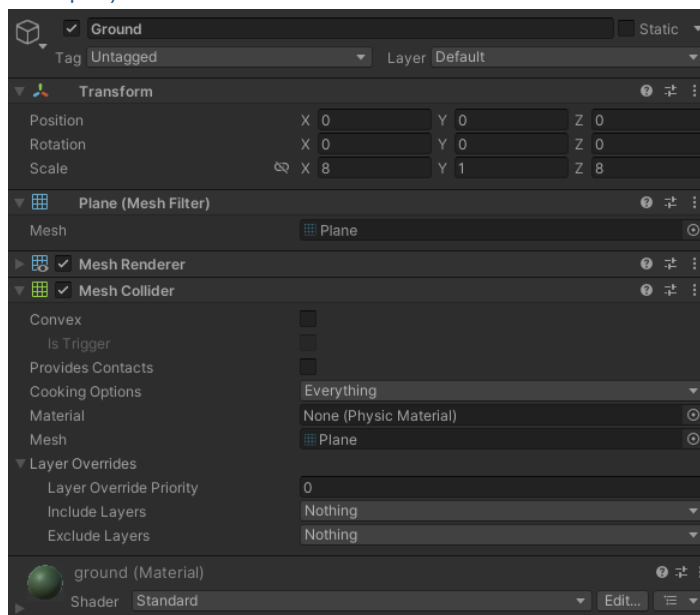 Ground Static
Tag Untagged Layer Default
Transform
Position X 0 Y 0 Z 0
Rotation X 0 Y 0 Z 0
Scale X 8 Y 1 Z 8
Plane (Mesh Filter)
Mesh Plane
Mesh Renderer
Mesh Collider
Convex
Is Trigger
Provides Contacts
Cooking Options Everything
Material None (Physic Material)
Mesh Plane
Layer Overrides
Layer Override Priority 0
Include Layers Nothing
Exclude Layers Nothing
ground (Material)
Shader Standard Edit...